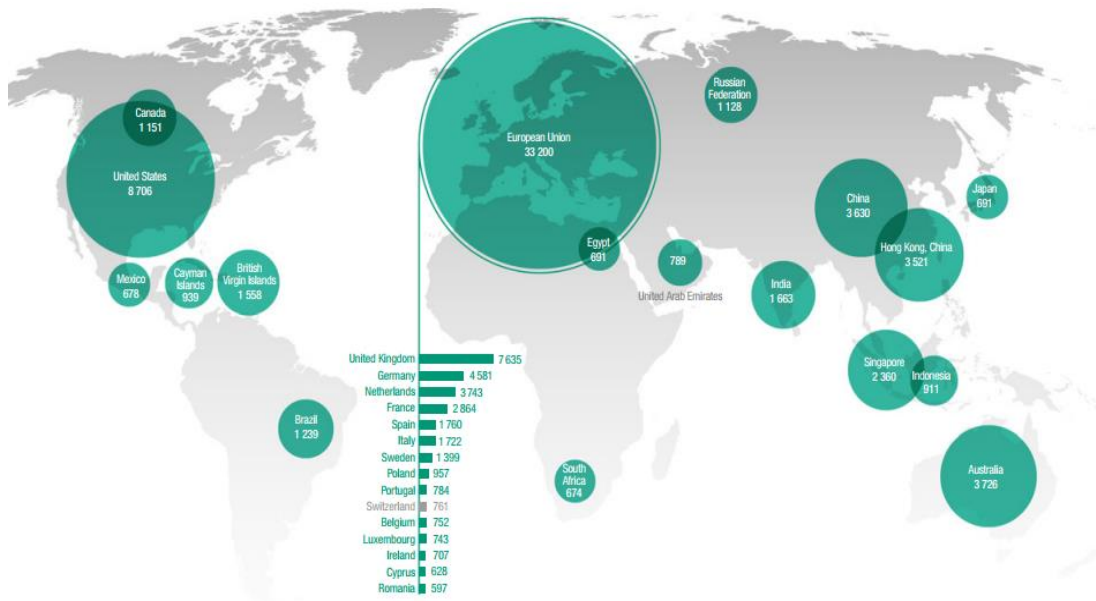 Canada
1 151
United States
8 706
Mexico
678
Cayman
Islands
939
British
Virgin Islands
1 558
Brazil
1 239
European Union
33 200
Egypt
691
789
United Arab Emirates
Russian
Federation
1 128
China
3 630
Hong Kong, China
3 521
Japan
691
India
1 663
Singapore
2 360
Indonesia
911
Australia
3 726
South
Africa
674
United Kingdom 7 635
Germany 4 581
Netherlands 3 743
France 2 864
Spain 1 760
Italy 1 722
Sweden 1 399
Poland 957
Portugal 784
Switzerland 761
Belgium 752
Luxembourg 743
Ireland 707
Cyprus 628
Romania 597